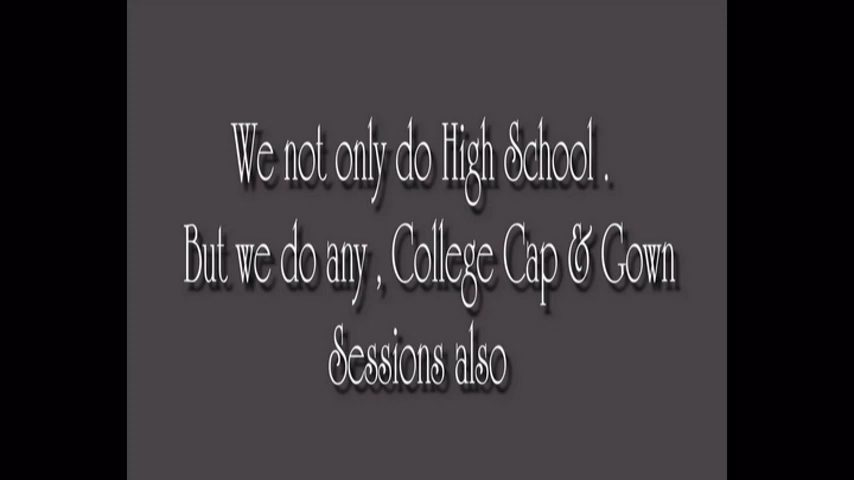 We not only do High School .
But we do any , College Cap & Gown
Sessions also